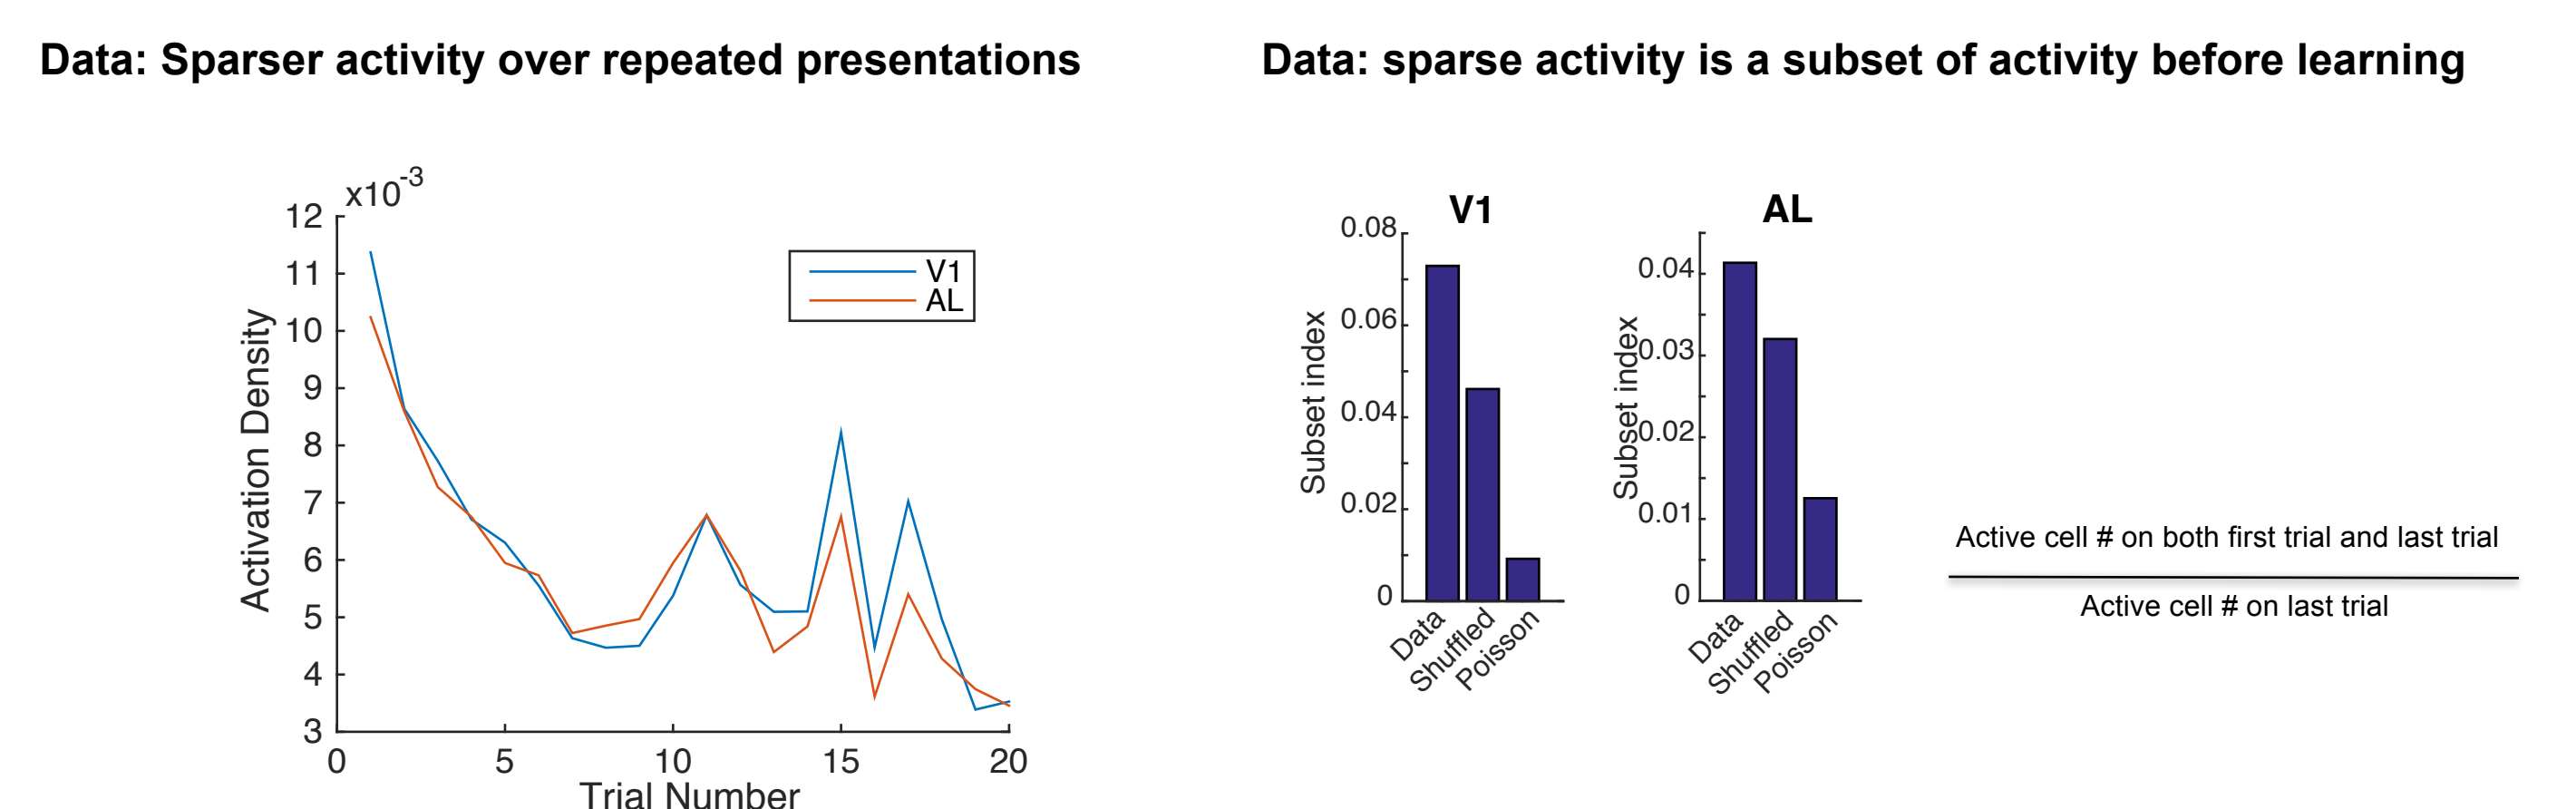 Data: Sparser activity over repeated presentations
x10-3
12
11
10
9
8
7
6
5
4
3
Activation Density
V1
AL
0
5
10
15
20
Trial Number
Data: sparse activity is a subset of activity before learning
V1
0.08
0.06
0.04
0.02
0
Subset index
Data
Shuffled
Poisson
AL
0.04
0.03
0.02
0.01
0
Subset index
Data
Shuffled
Poisson
Active cell # on both first trial and last trial
Active cell # on last trial